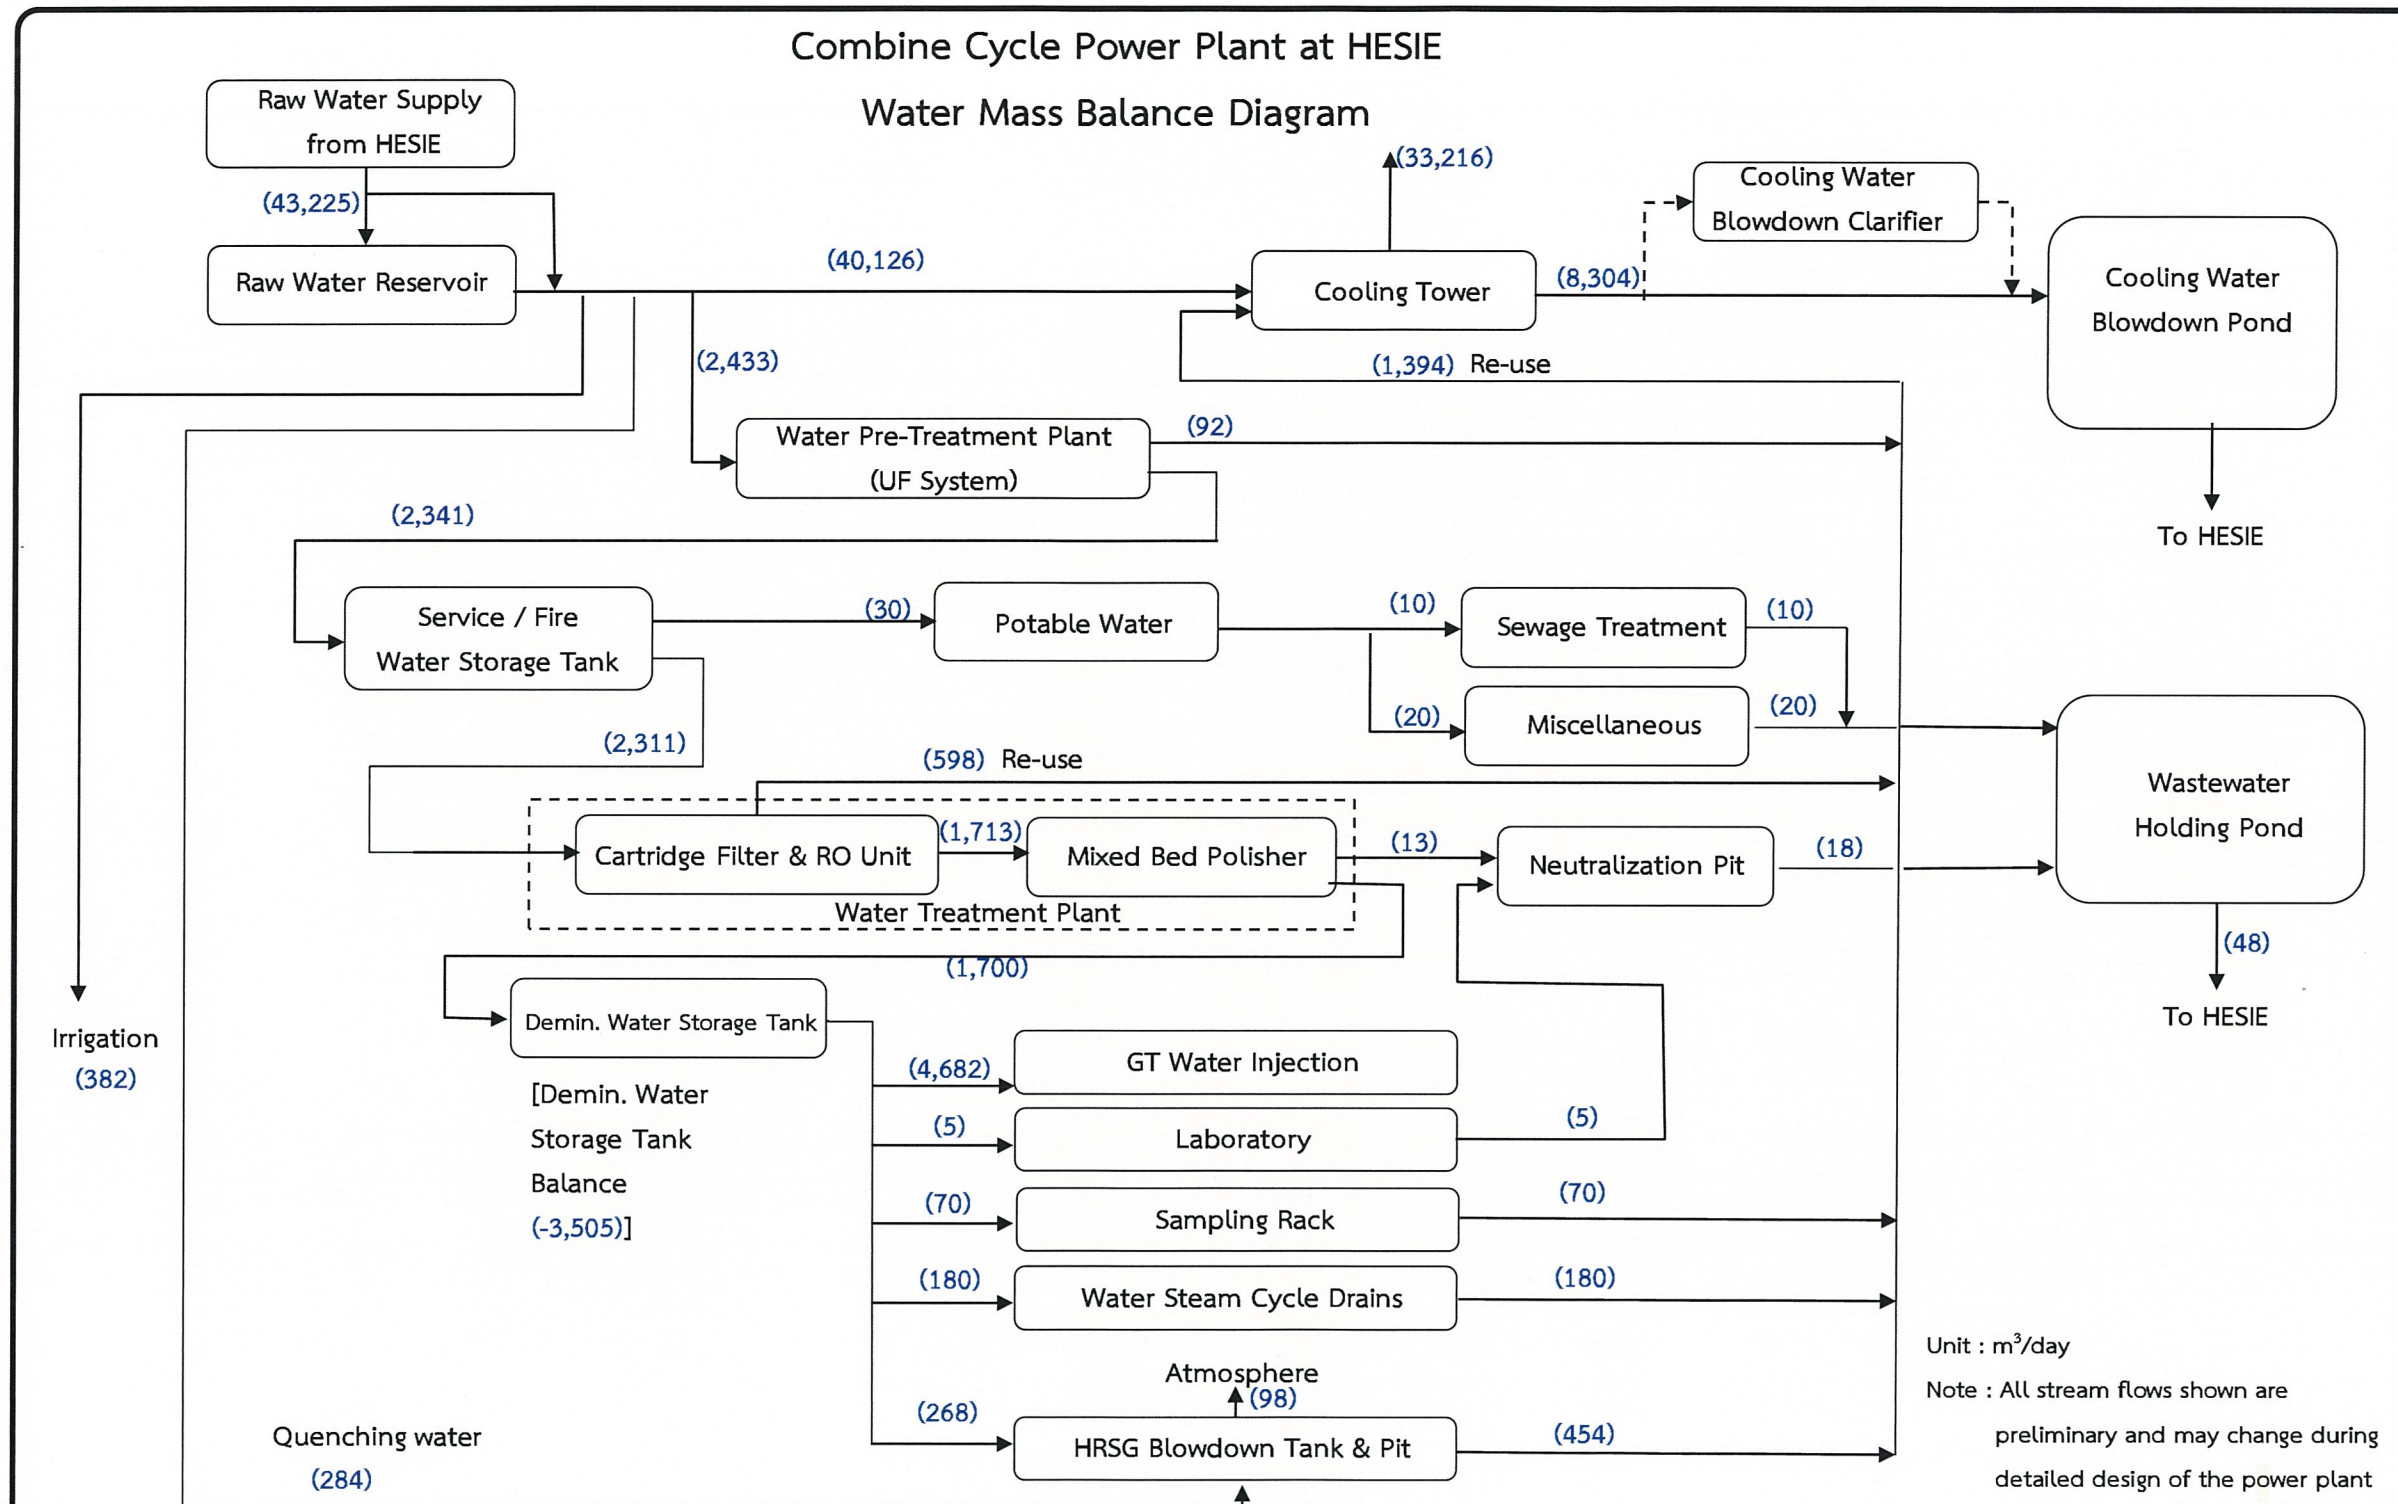 Combine Cycle Power Plant at HESIE
Water Mass Balance Diagram
Raw Water Supply
from HESIE
(43,225)
Raw Water Reservoir
(40,126)
(33,216)
Cooling Tower
(8,304)
Cooling Water
Blowdown Clarifier
Cooling Water
Blowdown Pond
To HESIE
(1,394) Re-use
(2,433)
Water Pre-Treatment Plant
(UF System)
(92)
(2,341)
Service / Fire
Water Storage Tank
(30)
Potable Water
(10)
Sewage Treatment
(10)
(20)
Miscellaneous
(20)
(2,311)
(598) Re-use
Cartridge Filter & RO Unit
(1,713)
Mixed Bed Polisher
Water Treatment Plant
(13)
Neutralization Pit
(18)
Wastewater
Holding Pond
(48)
To HESIE
(1,700)
Demin. Water Storage Tank
[Demin. Water
Storage Tank
Balance
(-3,505)]
Irrigation
(382)
(4,682)
GT Water Injection
(5)
Laboratory
(5)
(70)
Sampling Rack
(70)
(180)
Water Steam Cycle Drains
(180)
Atmosphere
(98)
(268)
HRSG Blowdown Tank & Pit
(454)
Quenching water
(284)
Unit : m³/day
Note : All stream flows shown are
preliminary and may change during
detailed design of the power plant